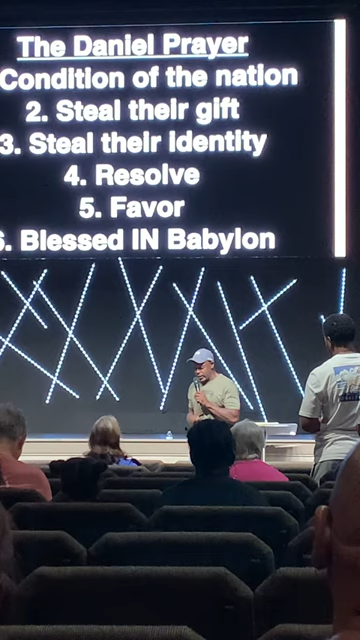 The Daniel Prayer
Condition of the nation
2. Steal their gift
3. Steal their identity
4. Resolve
5. Favor
6. Blessed IN Babylon